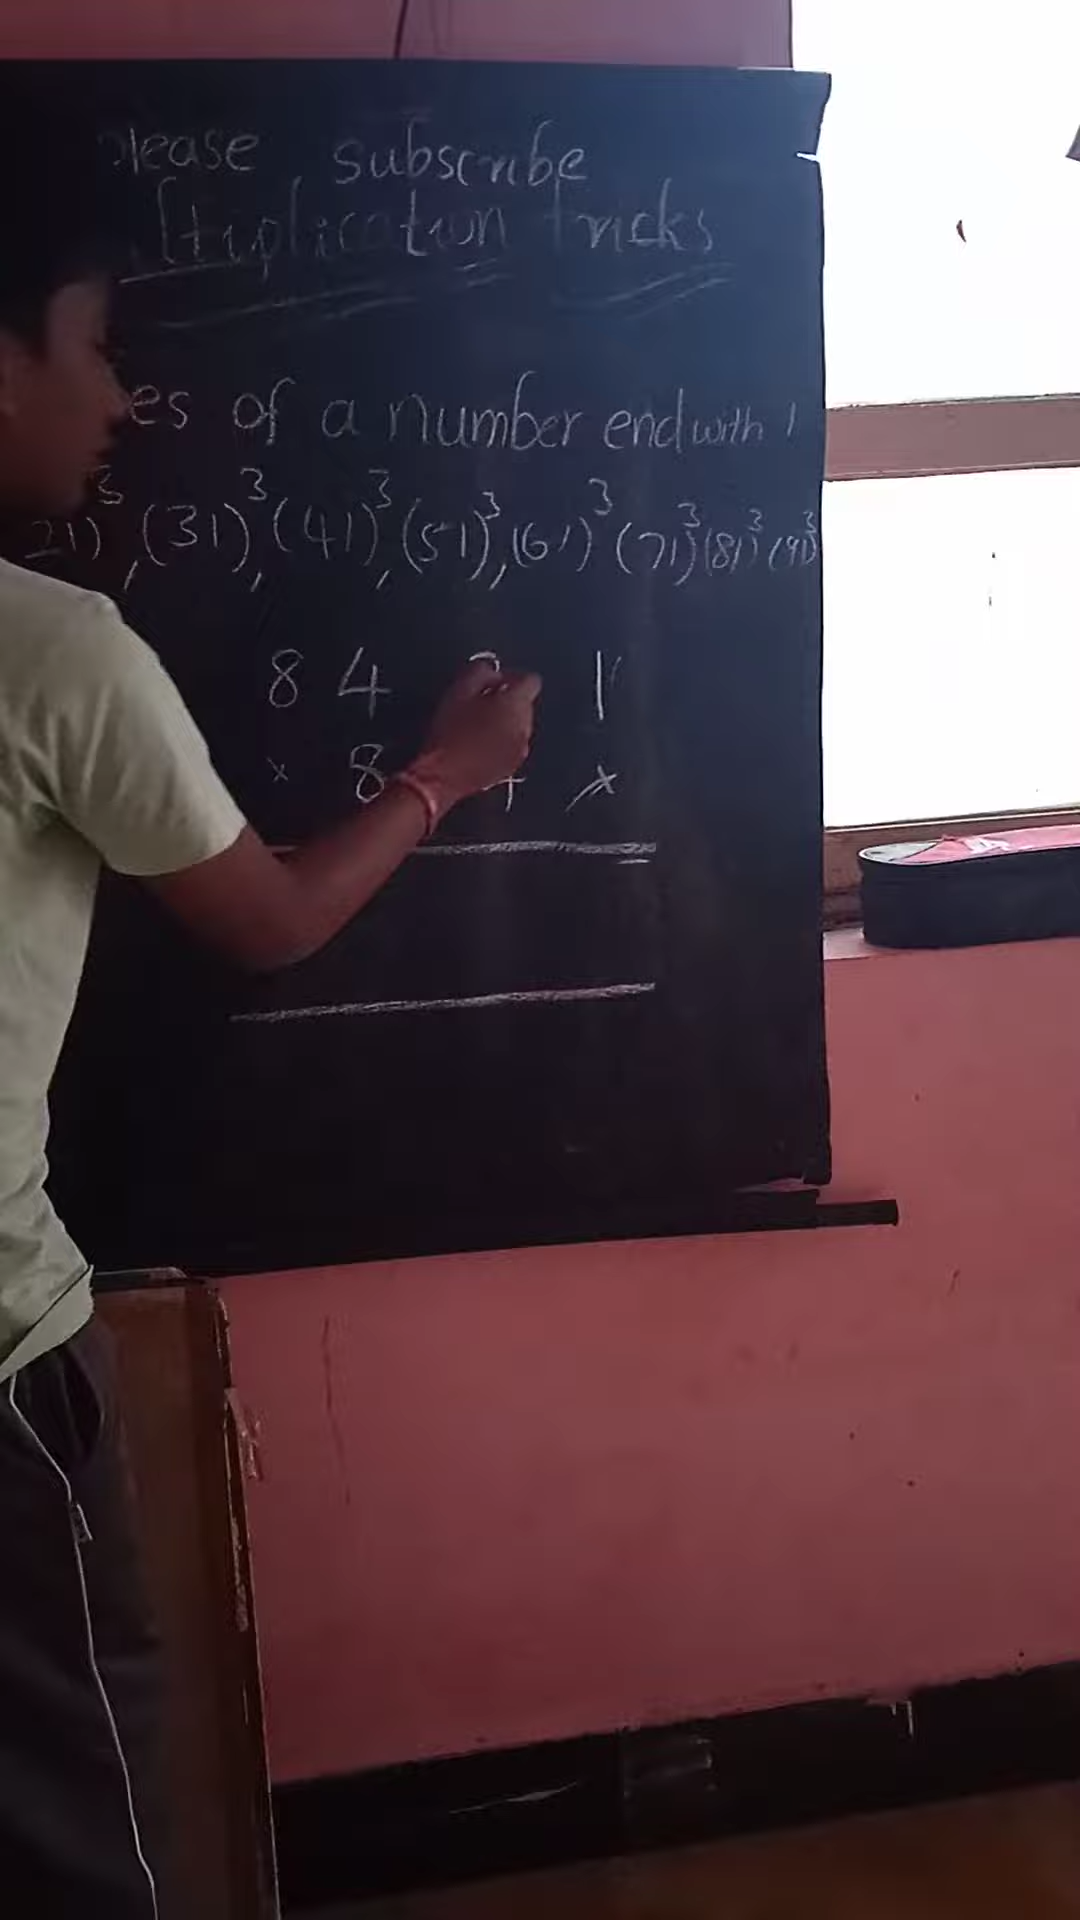 please subscribe
ltiplication tricks
es of a number end with 1
21)³, (31)³, (41)³, (51)³, (61)³ (71)³ (81)³ (91)³
8 4 1
× 8 ×